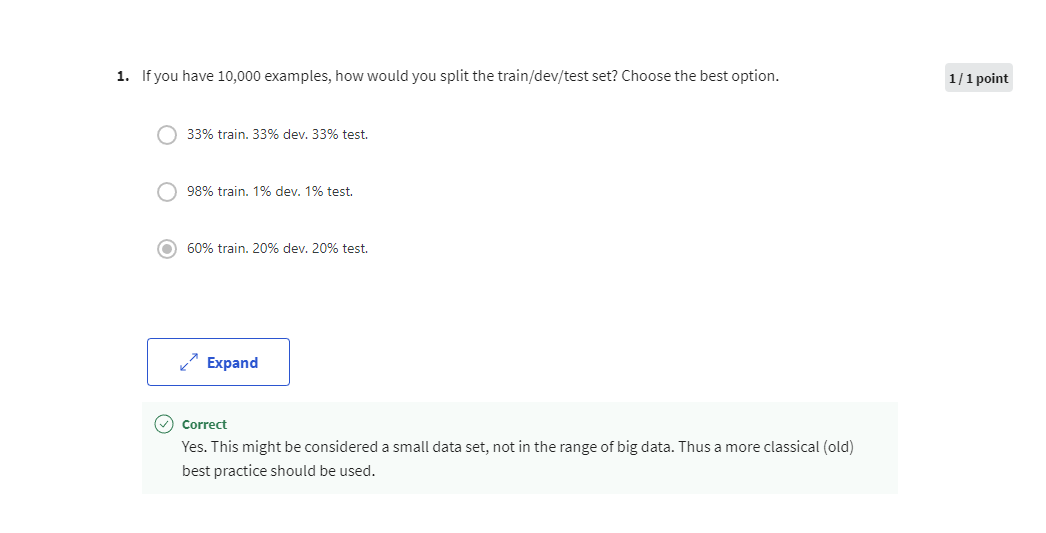 1. If you have 10,000 examples, how would you split the train/dev/test set? Choose the best option.
1 / 1 point
33% train. 33% dev. 33% test.
98% train. 1% dev. 1% test.
60% train. 20% dev. 20% test.
Expand
Correct
Yes. This might be considered a small data set, not in the range of big data. Thus a more classical (old)
best practice should be used.